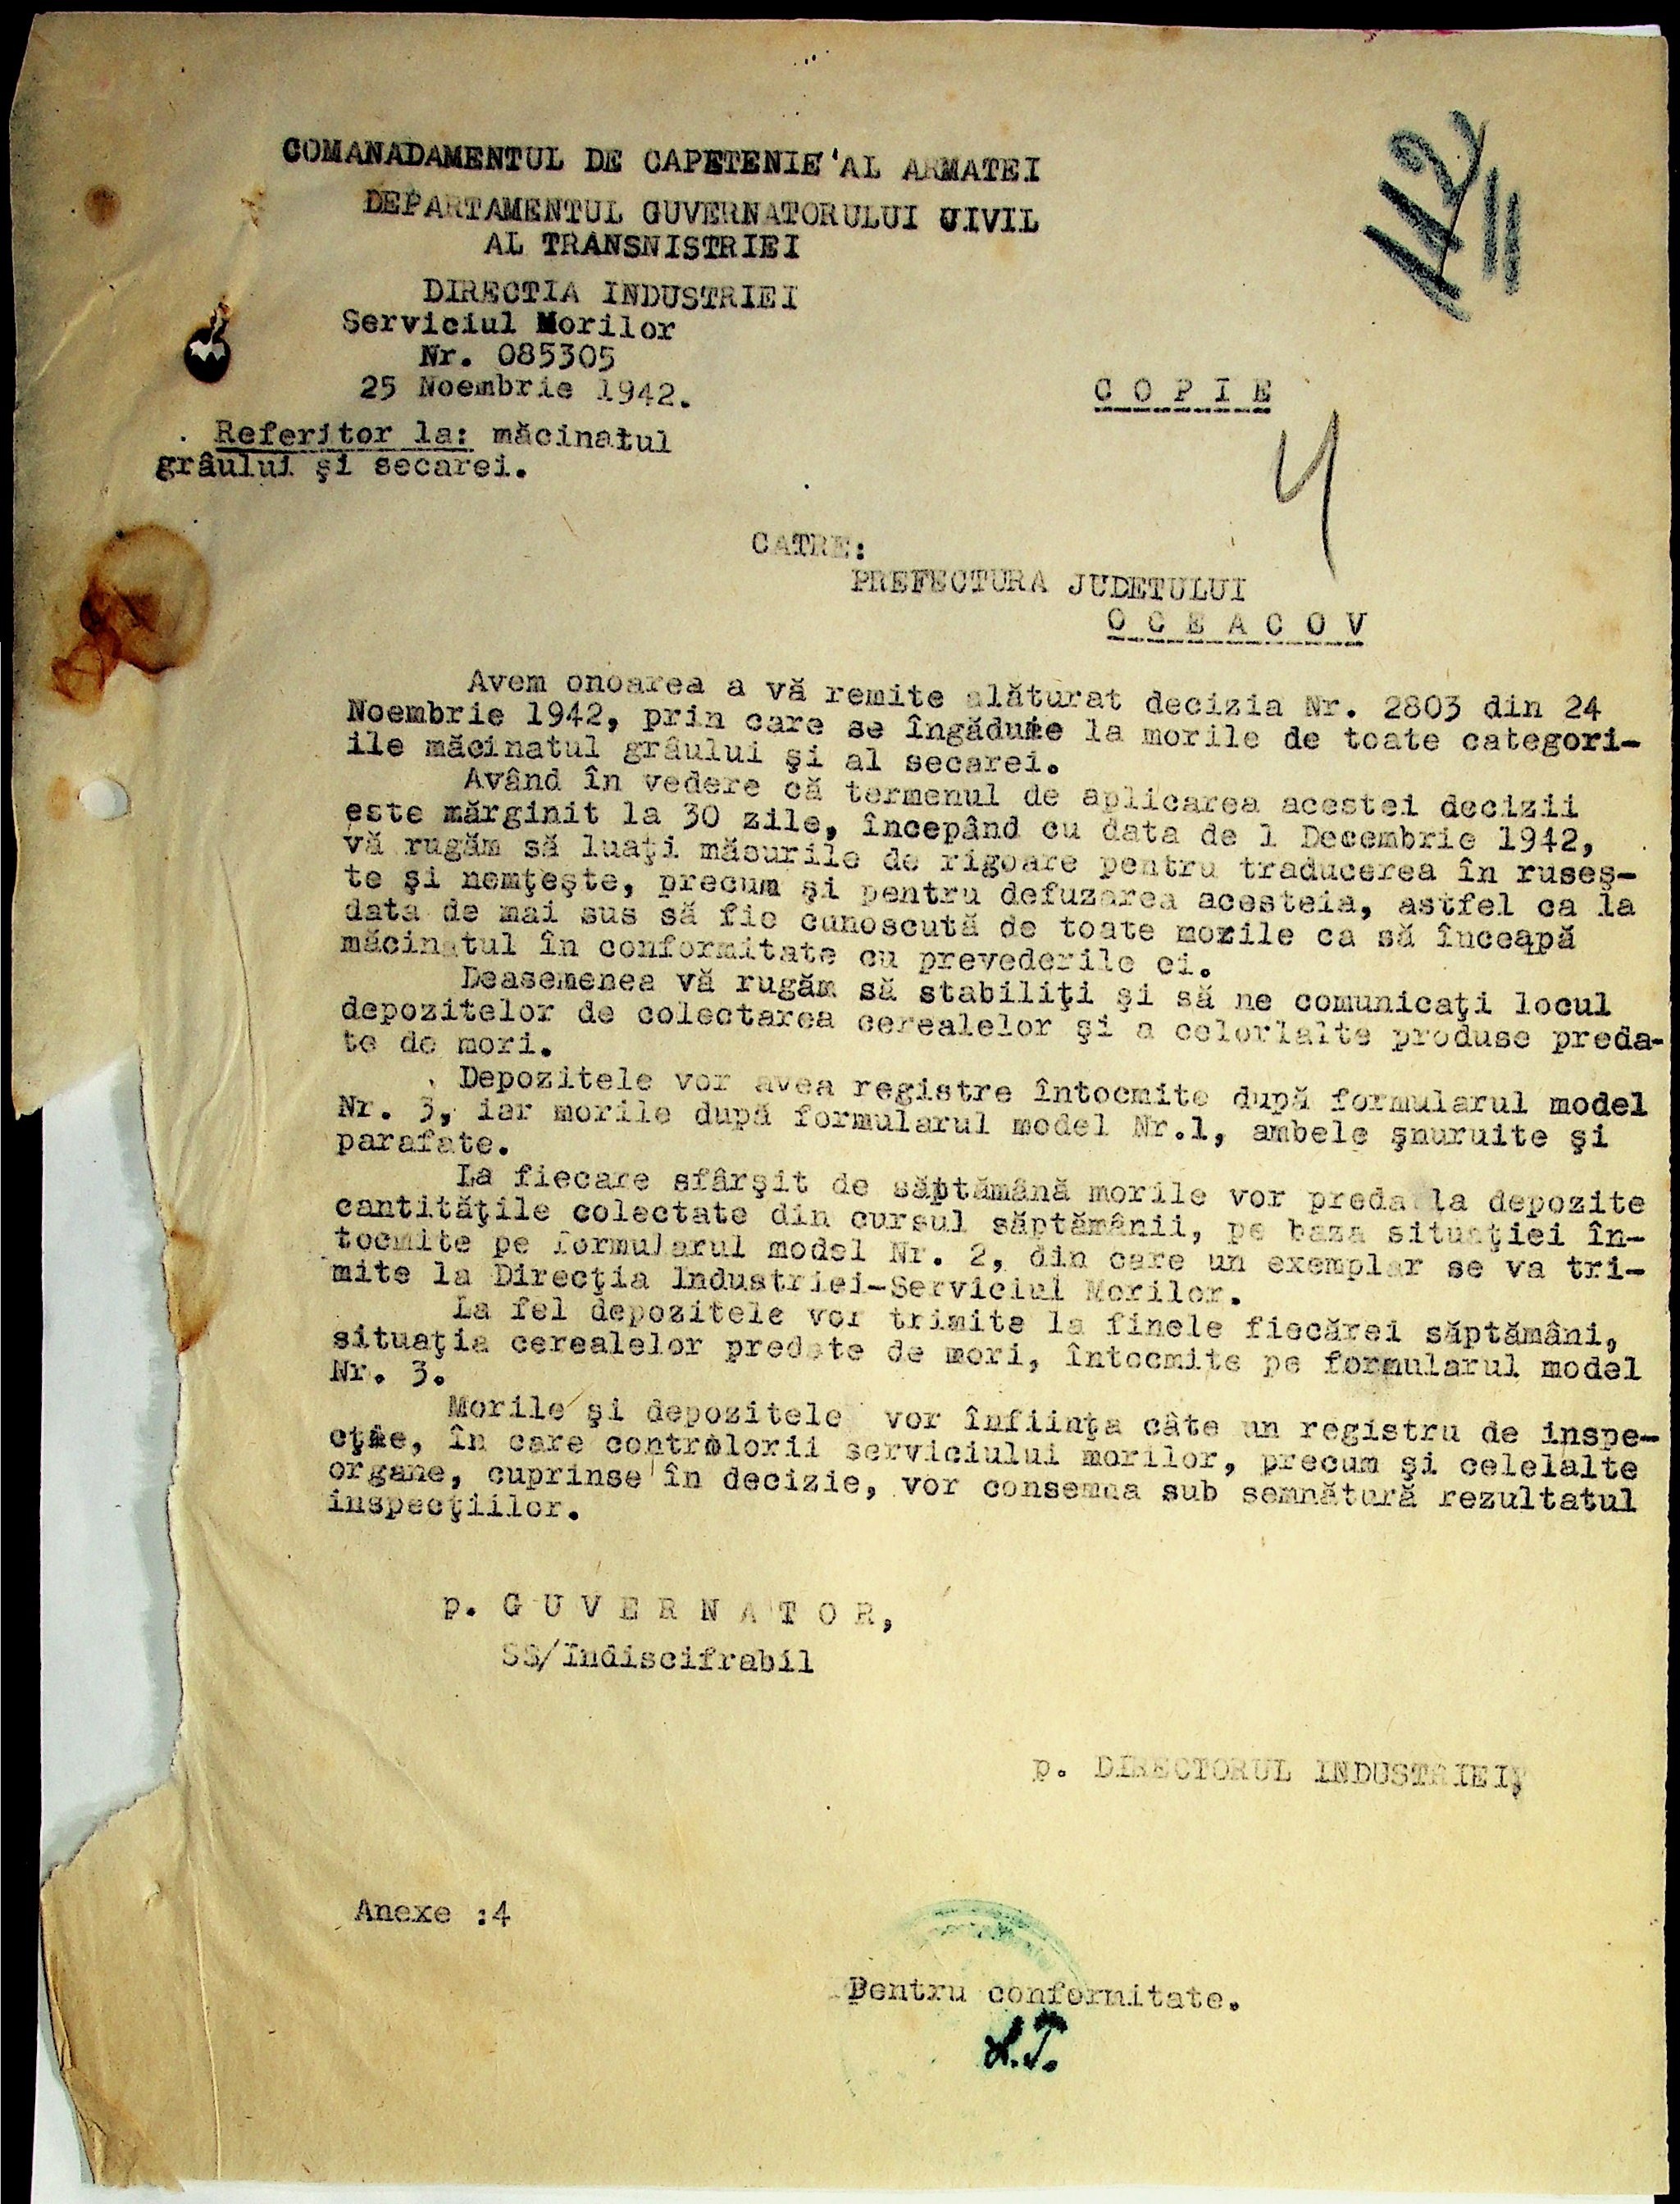 COMANADAMENTUL DE CAPETENIE AL ARMATEI
DEPARTAMENTUL GUVERNATORULUI CIVIL
AL TRANSNISTRIEI
DIRECTIA INDUSTRIEI
Serviciul Morilor
Nr. 085305
25 Noembrie 1942.
C O P I E
Referitor la: măcinatul
grâului şi secarei.
CATRE:
PREFECTURA JUDETULUI
O C E A C O V
Avem onoarea a vă remite alăturat decizia Nr. 2803 din 24
Noembrie 1942, prin care se îngăduie la morile de toate categori-
ile măcinatul grâului şi al secarei.
Având în vedere că termenul de aplicarea acestei decizii
este mărginit la 30 zile, începând cu data de 1 Decembrie 1942,
vă rugăm să luaţi măsurile de rigoare pentru traducerea în ruseş-
te şi nemţeşte, precum şi pentru defuzarea acesteia, astfel ca la
data de mai sus să fie cunoscută de toate morile ca să înceapă
măcinatul în conformitate cu prevederile ei.
Deasemenea vă rugăm să stabiliţi şi să ne comunicaţi locul
depozitelor de colectarea cerealelor şi a celorlalte produse preda-
te de mori.
Depozitele vor avea registre întocmite după formularul model
Nr. 3, iar morile după formularul model Nr.1, ambele şnuruite şi
parafate.
La fiecare sfârşit de săptămână morile vor preda la depozite
cantităţile colectate din cursul săptămânii, pe baza situaţiei în-
tocmite pe formularul model Nr. 2, din care un exemplar se va tri-
mite la Direcţia Industriei-Serviciul Morilor.
La fel depozitele vor trimite la finele fiecărei săptămâni,
situaţia cerealelor predate de mori, întocmite pe formularul model
Nr. 3.
Morile şi depozitele vor înfiinţa câte un registru de inspe-
cţie, în care controlorii serviciului morilor, precum şi celelalte
organe, cuprinse în decizie, vor consemna sub semnătură rezultatul
inspecţiilor.
p. G U V E R N A T O R,
SS/Indiscifrabil
p. DIRECTORUL INDUSTRIEI,
Anexe :4
Pentru conformitate.